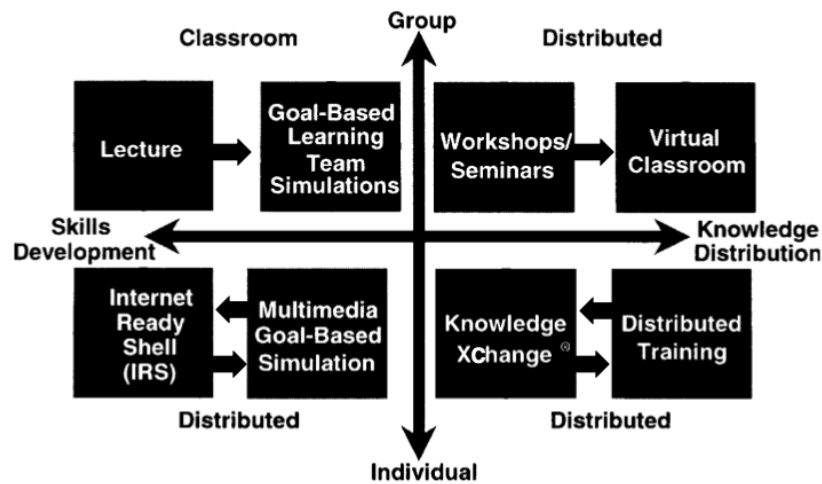 Group
Classroom
Distributed
Lecture
Goal-Based
Learning
Team
Simulations
Workshops/
Seminars
Virtual
Classroom
Skills
Development
Knowledge
Distribution
Internet
Ready
Shell
(IRS)
Multimedia
Goal-Based
Simulation
Knowledge
XChange ®
Distributed
Training
Distributed
Distributed
Individual